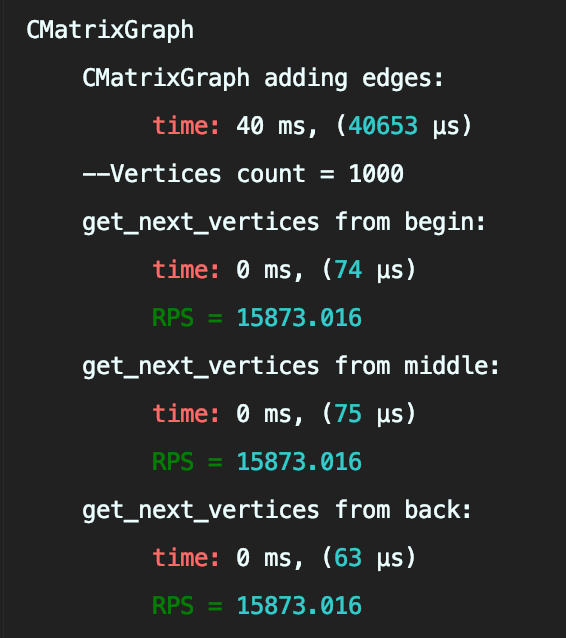 CMatrixGraph
CMatrixGraph adding edges:
time: 40 ms, (40653 µs)
--Vertices count = 1000
get_next_vertices from begin:
time: 0 ms, (74 µs)
RPS = 15873.016
get_next_vertices from middle:
time: 0 ms, (75 µs)
RPS = 15873.016
get_next_vertices from back:
time: 0 ms, (63 µs)
RPS = 15873.016